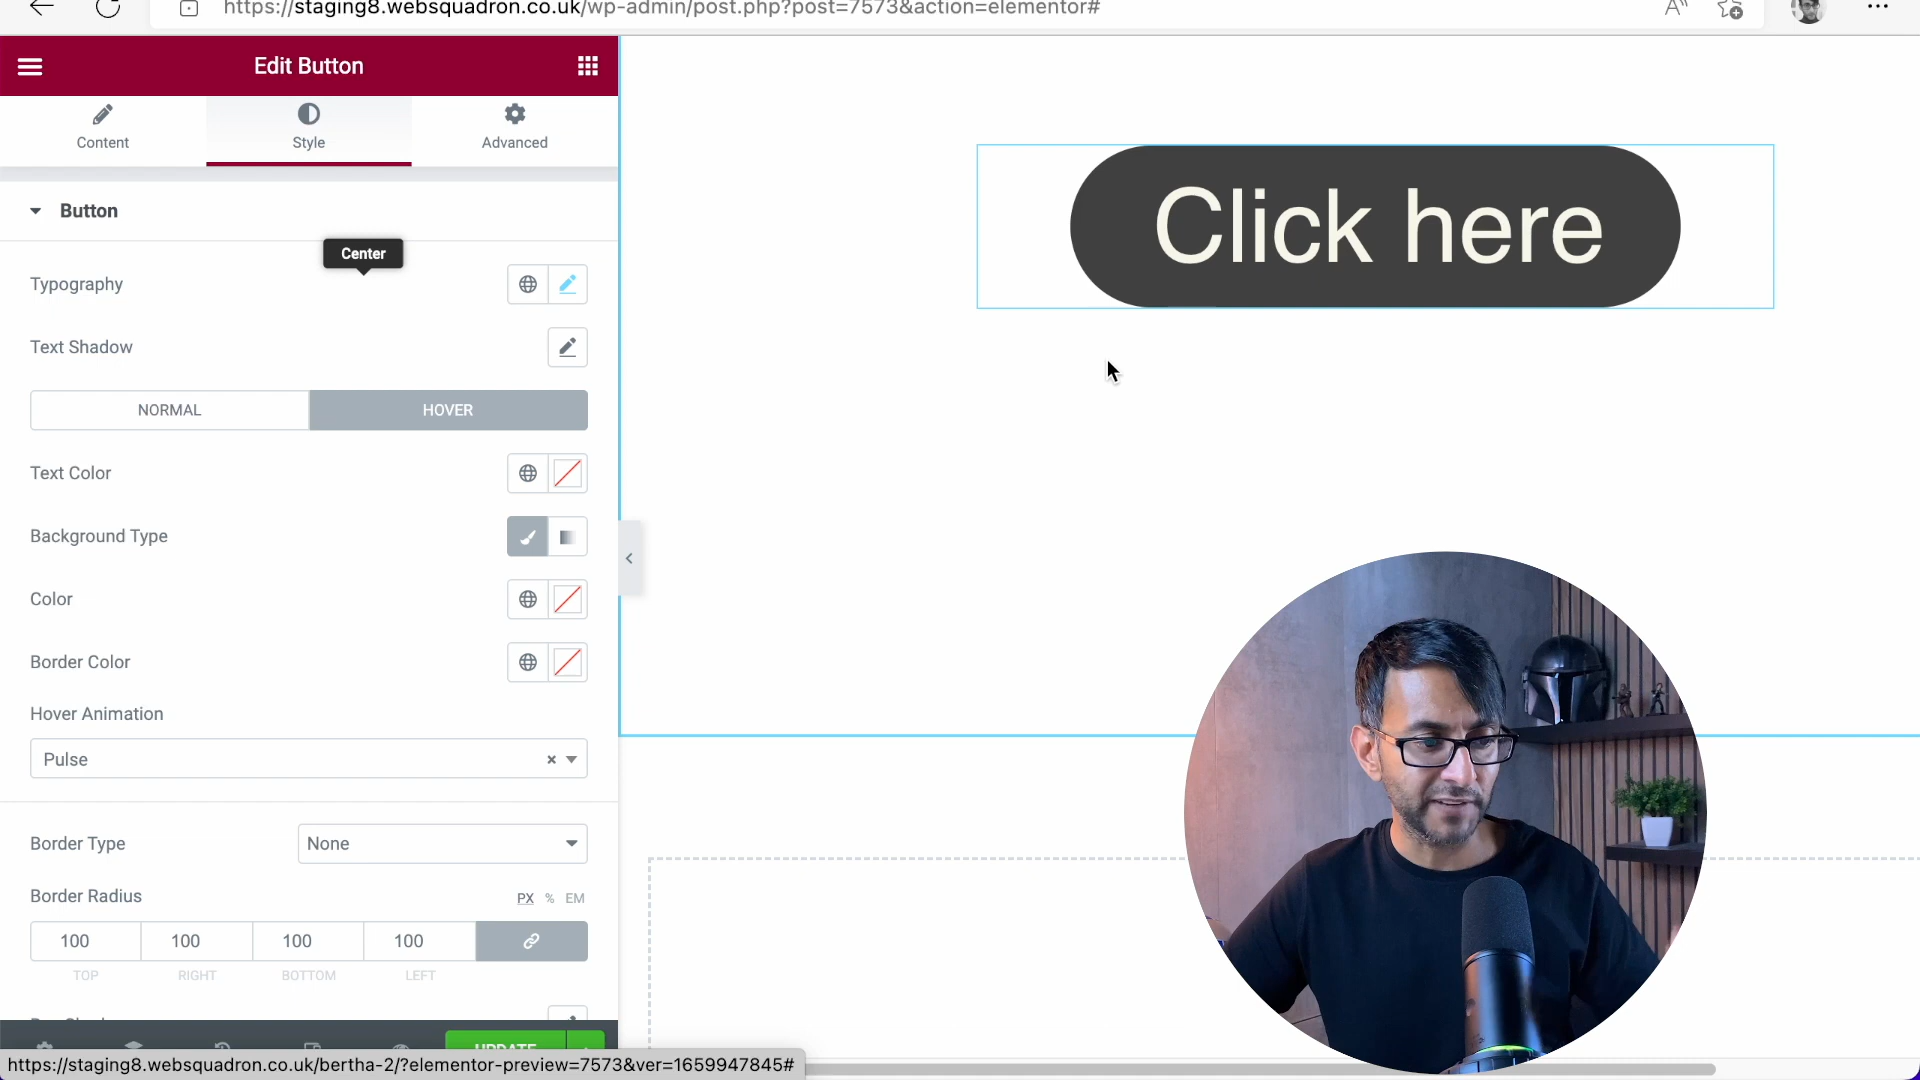 https://staging8.websquadron.co.uk/wp-admin/post.php?post=7573&action=elementor#
Edit Button
Content
Style
Advanced
Button
Center
Typography
Text Shadow
NORMAL
HOVER
Text Color
Background Type
Color
Border Color
Hover Animation
Pulse
Border Type
None
Border Radius
PX % EM
100 100 100 100
TOP RIGHT BOTTOM LEFT
UPDATE
https://staging8.websquadron.co.uk/bertha-2/?elementor-preview=7573&ver=1659947845#
Click here